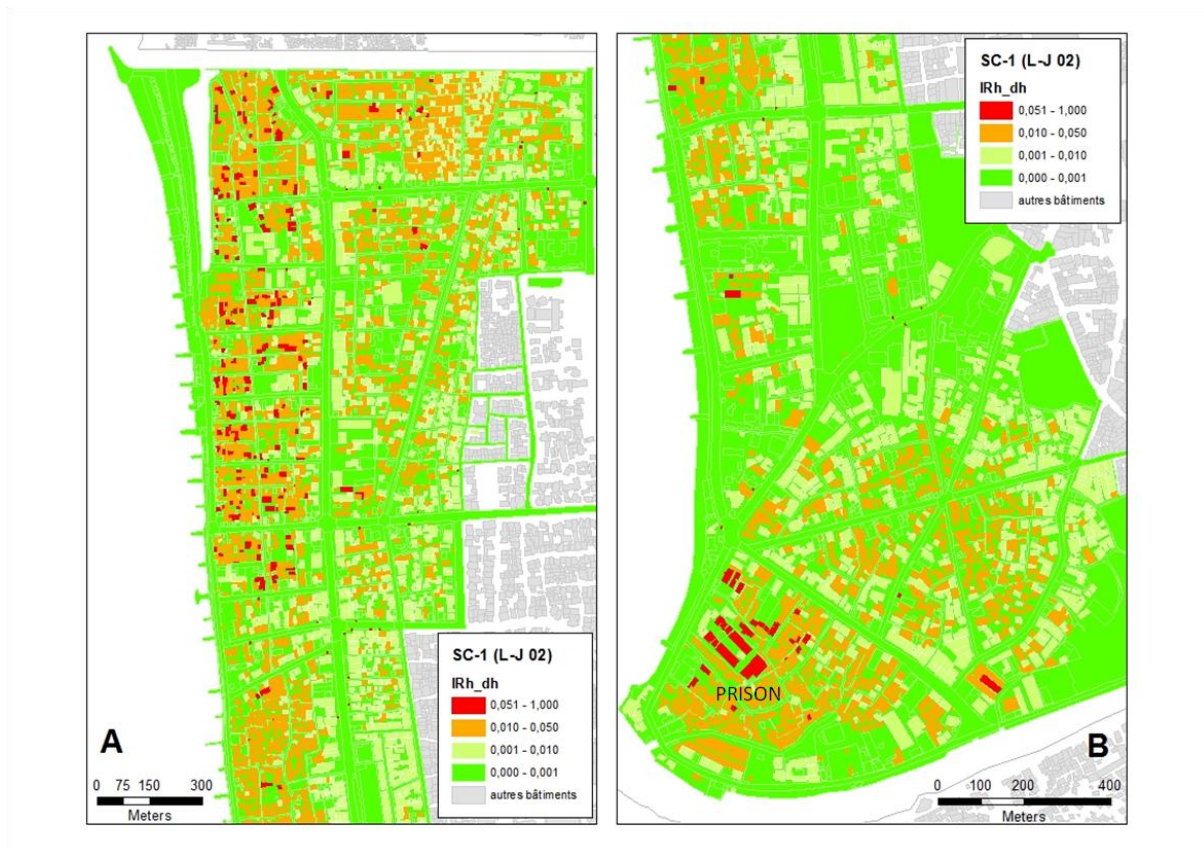 SC-1 (L-J 02)
IRh_dh
0,051 - 1,000
0,010 - 0,050
0,001 - 0,010
0,000 - 0,001
autres bâtiments
A
0 75 150 300
Meters
SC-1 (L-J 02)
IRh_dh
0,051 - 1,000
0,010 - 0,050
0,001 - 0,010
0,000 - 0,001
autres bâtiments
PRISON
B
0 100 200 400
Meters